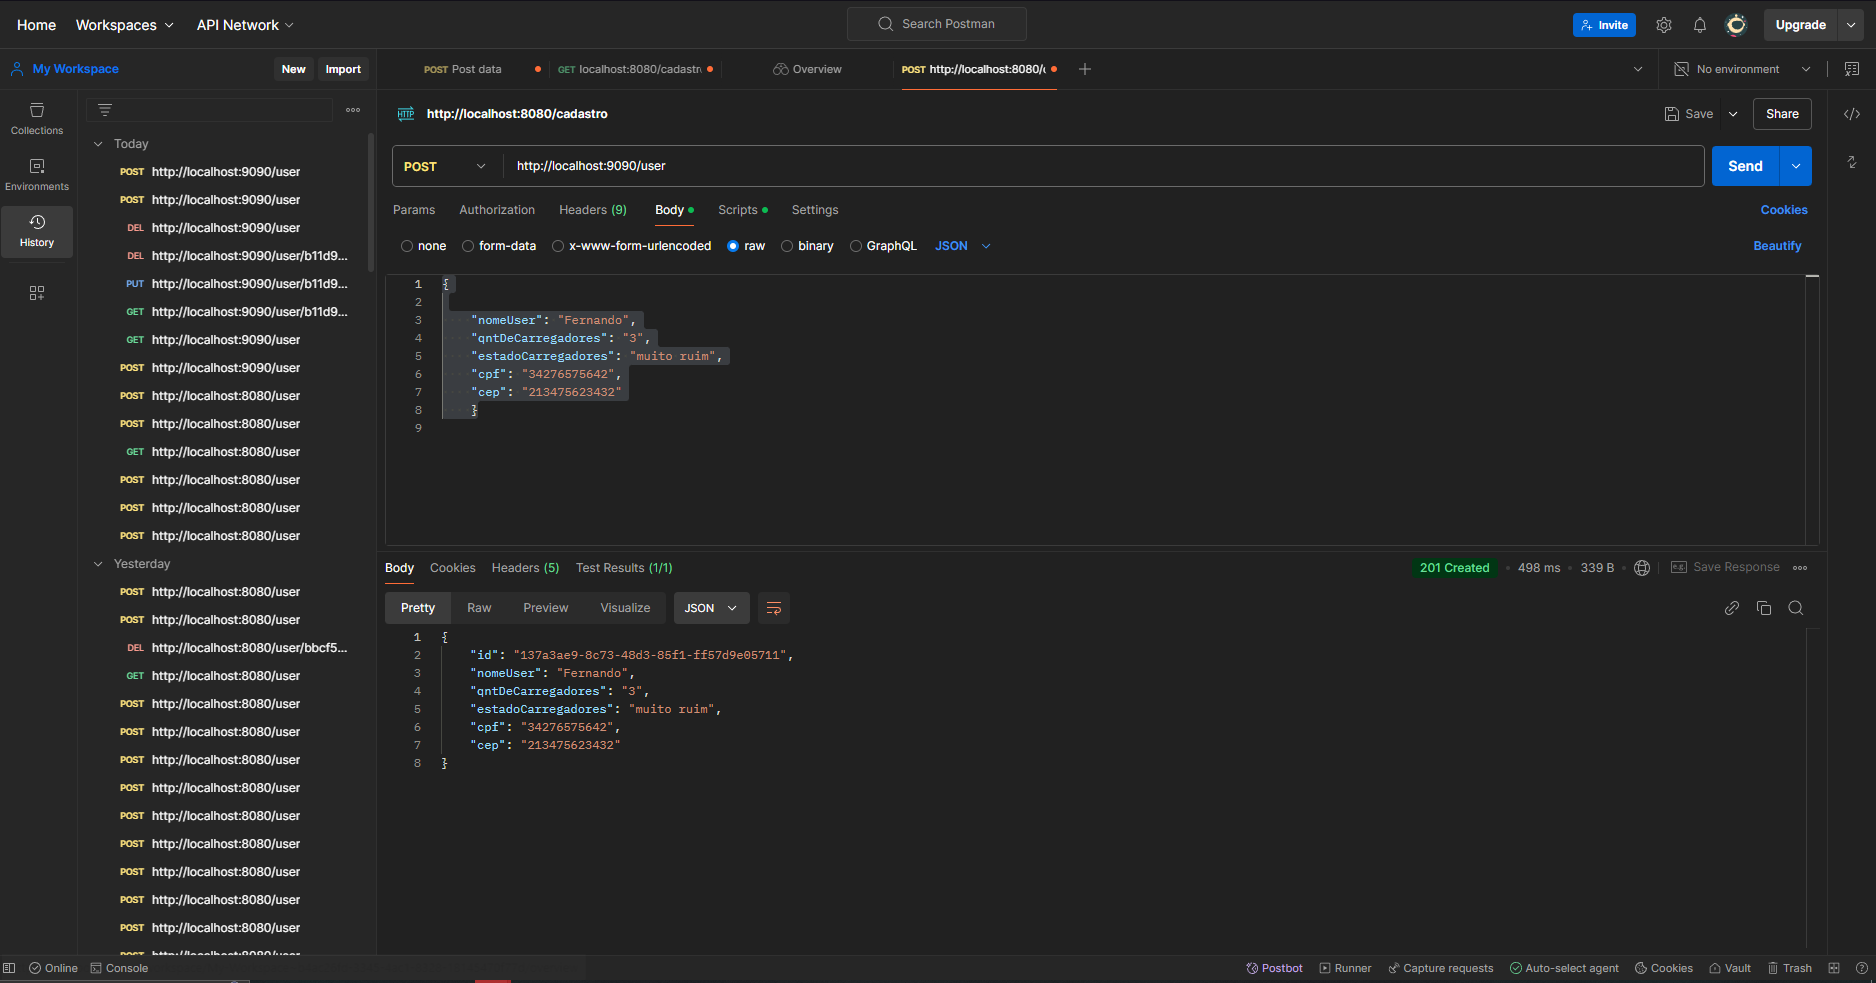 Home Workspaces API Network Search Postman Invite Upgrade
My Workspace New Import POST Post data GET localhost:8080/cadastr Overview POST http://localhost:8080/ No environment
Collections
Environments
History
Today
POST http://localhost:9090/user
POST http://localhost:9090/user
DEL http://localhost:9090/user
DEL http://localhost:9090/user/b11d9...
PUT http://localhost:9090/user/b11d9...
GET http://localhost:9090/user/b11d9...
GET http://localhost:9090/user
POST http://localhost:9090/user
POST http://localhost:8080/user
POST http://localhost:8080/user
GET http://localhost:8080/user
POST http://localhost:8080/user
POST http://localhost:8080/user
POST http://localhost:8080/user
Yesterday
POST http://localhost:8080/user
POST http://localhost:8080/user
DEL http://localhost:8080/user/bbcf5...
GET http://localhost:8080/user
POST http://localhost:8080/user
POST http://localhost:8080/user
POST http://localhost:8080/user
POST http://localhost:8080/user
POST http://localhost:8080/user
POST http://localhost:8080/user
POST http://localhost:8080/user
POST http://localhost:8080/user
POST http://localhost:8080/user
POST http://localhost:8080/user
HTTP http://localhost:8080/cadastro Save Share
POST http://localhost:9090/user Send
Params Authorization Headers (9) Body Scripts Settings Cookies
none form-data x-www-form-urlencoded raw binary GraphQL JSON Beautify
1 {
2
3 "nomeUser": "Fernando",
4 "qntDeCarregadores": "3",
5 "estadoCarregadores": "muito ruim",
6 "cpf": "34276575642",
7 "cep": "213475623432"
8 }
9
Body Cookies Headers (5) Test Results (1/1) 201 Created 498 ms 339 B e.g. Save Response
Pretty Raw Preview Visualize JSON
1 {
2 "id": "137a3ae9-8c73-48d3-85f1-ff57d9e05711",
3 "nomeUser": "Fernando",
4 "qntDeCarregadores": "3",
5 "estadoCarregadores": "muito ruim",
6 "cpf": "34276575642",
7 "cep": "213475623432"
8 }
Online Console Postbot Runner Capture requests Auto-select agent Cookies Vault Trash